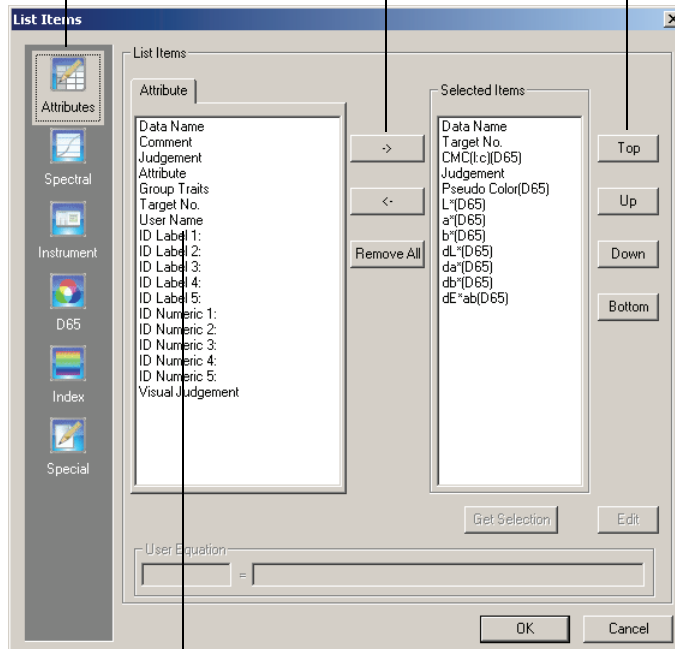 List Items
Attributes
Spectral
Instrument
D65
Index
Special
List Items
Attribute
Data Name
Comment
Judgement
Attribute
Group Traits
Target No.
User Name
ID Label 1:
ID Label 2:
ID Label 3:
ID Label 4:
ID Label 5:
ID Numeric 1:
ID Numeric 2:
ID Numeric 3:
ID Numeric 4:
ID Numeric 5:
Visual Judgement
->
<-
Remove All
Selected Items
Data Name
Target No.
CMC(l:c)(D65)
Judgement
Pseudo Color(D65)
L*(D65)
a*(D65)
b*(D65)
dL*(D65)
da*(D65)
db*(D65)
dE*ab(D65)
Top
Up
Down
Bottom
Get Selection
Edit
User Equation
=
OK
Cancel